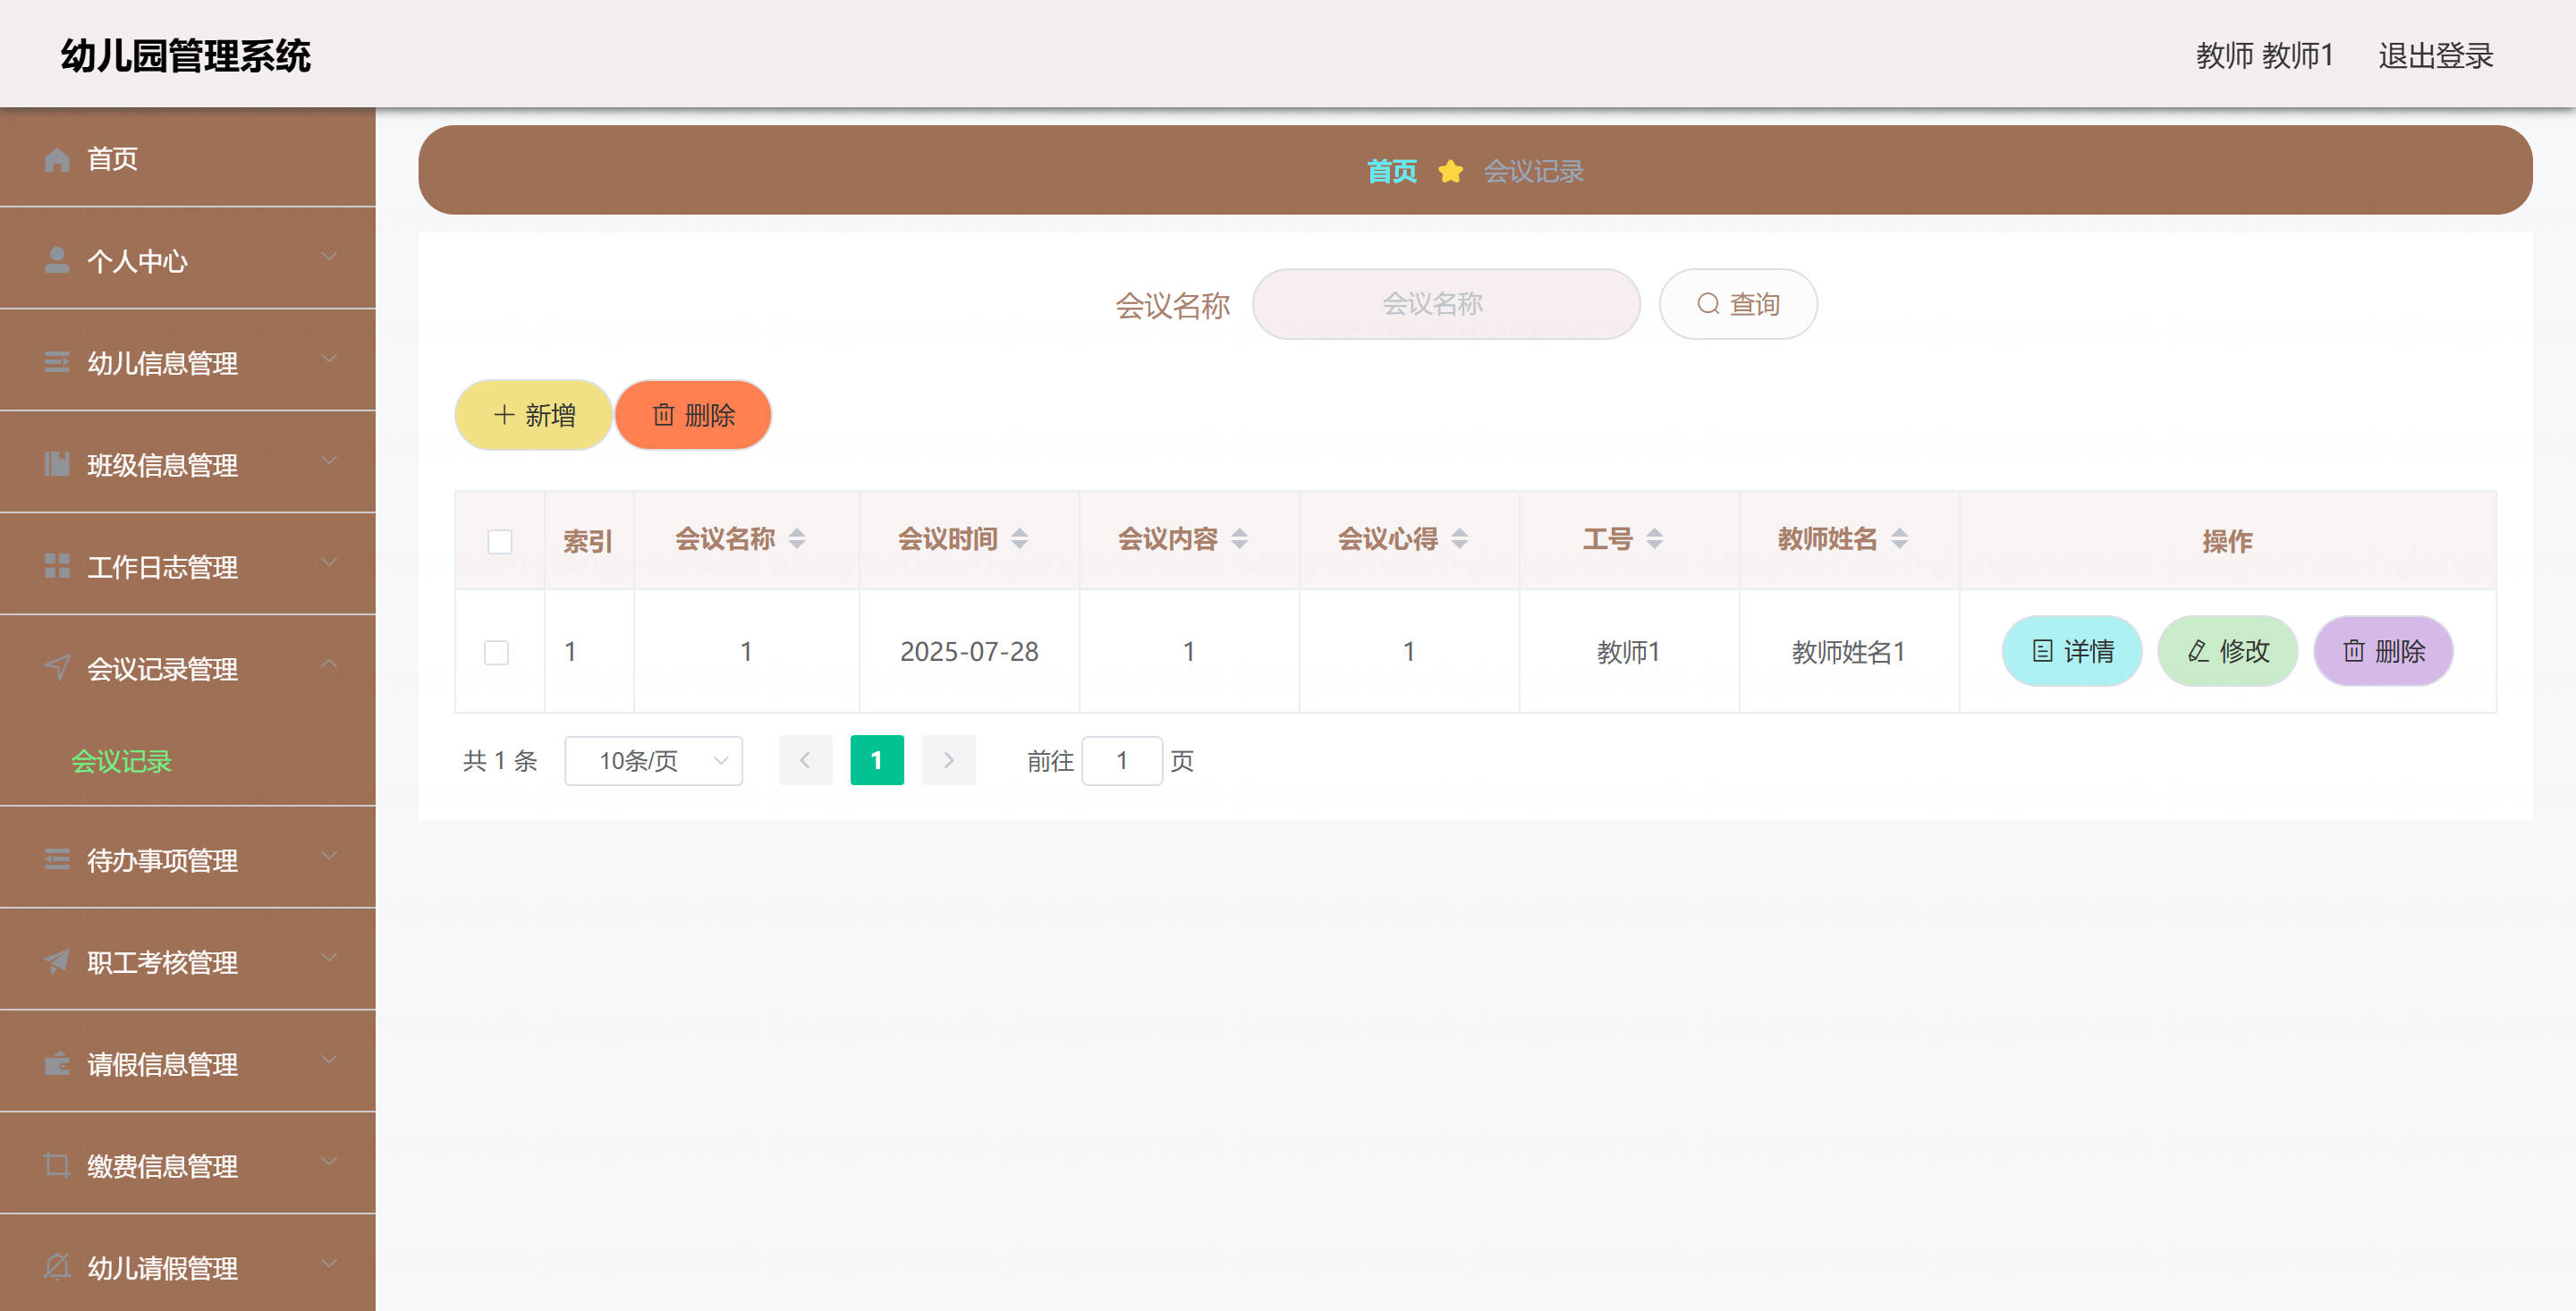 幼儿园管理系统
教师 教师1 退出登录
首页
个人中心
幼儿信息管理
班级信息管理
工作日志管理
会议记录管理
会议记录
待办事项管理
职工考核管理
请假信息管理
缴费信息管理
幼儿请假管理
首页 会议记录
会议名称 会议名称 查询
新增 删除
索引 会议名称 会议时间 会议内容 会议心得 工号 教师姓名 操作
1 1 2025-07-28 1 1 教师1 教师姓名1 详情 修改 删除
共 1 条 10条/页 1 前往 1 页